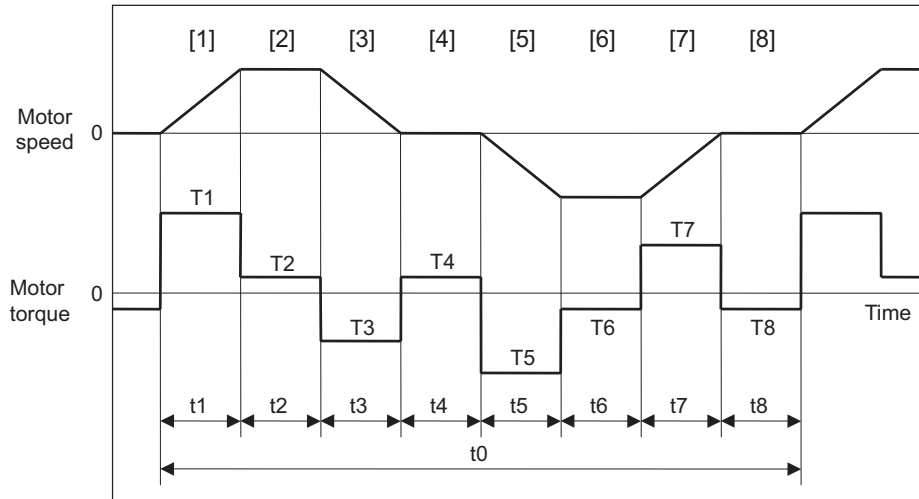 [1] [2] [3] [4] [5] [6] [7] [8]
Motor
speed
0
T1
T2
T3
T4
T5
T6
T7
T8
Motor
torque
0
Time
t1 t2 t3 t4 t5 t6 t7 t8
t0